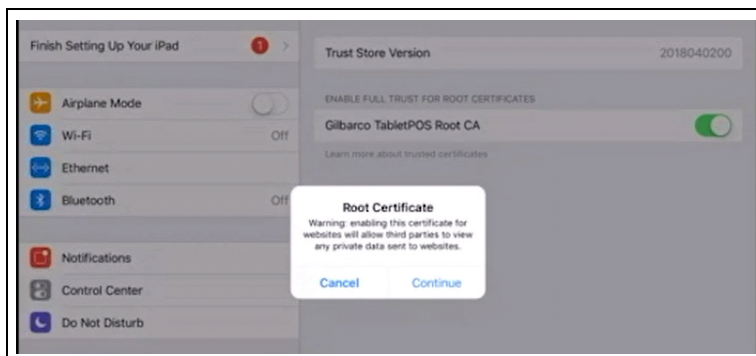 Finish Setting Up Your iPad 1
Airplane Mode
Wi-Fi Off
Ethernet
Bluetooth Off
Notifications
Control Center
Do Not Disturb
Trust Store Version 2018040200
ENABLE FULL TRUST FOR ROOT CERTIFICATES
Gilbarco TabletPOS Root CA
Learn more about trusted certificates
Root Certificate
Warning: enabling this certificate for
websites will allow third parties to view
any private data sent to websites.
Cancel Continue